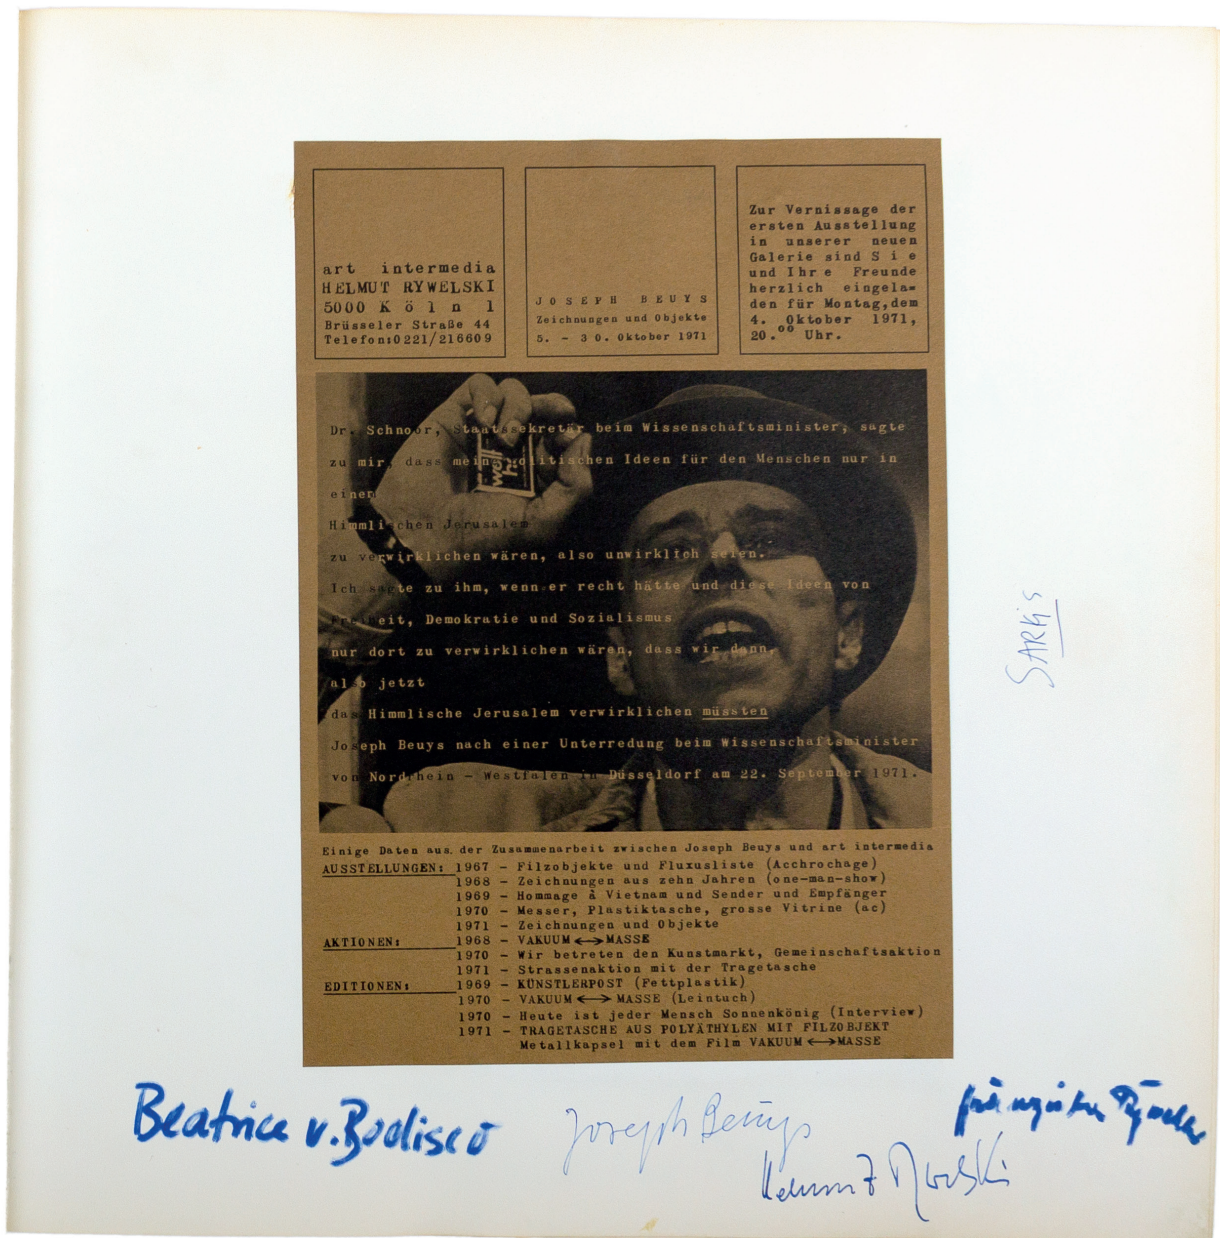 art intermedia
HELMUT RYWELSKI
5000 K ö l n 1
Brüsseler Straße 44
Telefon:0221/216609
J O S E P H B E U Y S
Zeichnungen und Objekte
5. - 3 0. Oktober 1971
Zur Vernissage der
ersten Ausstellung
in unserer neuen
Galerie sind S i e
und Ihr e Freunde
herzlich eingela=
den für Montag,dem
4. Oktober 1971,
20.00 Uhr.
Dr. Schnoor, Staatssekretär beim Wissenschaftsminister, sagte
zu mir, dass meine politischen Ideen für den Menschen nur in
einem
Himmlischen Jerusalem
zu verwirklichen wären, also unwirklich seien.
Ich sagte zu ihm, wenn er recht hätte und diese Ideen von
Freiheit, Demokratie und Sozialismus
nur dort zu verwirklichen wären, dass wir dann,
also jetzt
das Himmlische Jerusalem verwirklichen müssten
Joseph Beuys nach einer Unterredung beim Wissenschaftsminister
von Nordrhein - Westfalen in Düsseldorf am 22. September 1971.
Einige Daten aus der Zusammenarbeit zwischen Joseph Beuys und art intermedia
AUSSTELLUNGEN: 1967 - Filzobjekte und Fluxusliste (Acchrochage)
1968 - Zeichnungen aus zehn Jahren (one-man-show)
1969 - Hommage à Vietnam und Sender und Empfänger
1970 - Messer, Plastiktasche, grosse Vitrine (ac)
1971 - Zeichnungen und Objekte
AKTIONEN: 1968 - VAKUUM <--> MASSE
1970 - Wir betreten den Kunstmarkt, Gemeinschaftsaktion
1971 - Strassenaktion mit der Tragetasche
EDITIONEN: 1969 - KÜNSTLERPOST (Fettplastik)
1970 - VAKUUM <--> MASSE (Leintuch)
1970 - Heute ist jeder Mensch Sonnenkönig (Interview)
1971 - TRAGETASCHE AUS POLYÄTHYLEN MIT FILZOBJEKT
Metallkapsel mit dem Film VAKUUM <--> MASSE
SARKIS
Beatrice v. Bodisco
Joseph Beuys
Helmut Rywelski